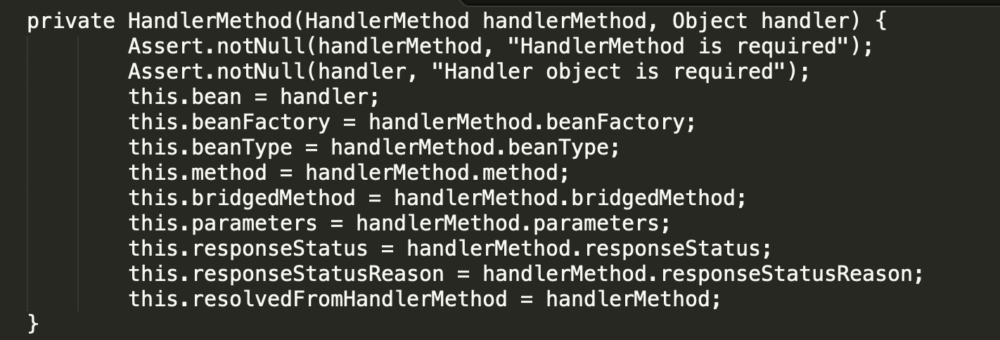 private HandlerMethod(HandlerMethod handlerMethod, Object handler) {
Assert.notNull(handlerMethod, "HandlerMethod is required");
Assert.notNull(handler, "Handler object is required");
this.bean = handler;
this.beanFactory = handlerMethod.beanFactory;
this.beanType = handlerMethod.beanType;
this.method = handlerMethod.method;
this.bridgedMethod = handlerMethod.bridgedMethod;
this.parameters = handlerMethod.parameters;
this.responseStatus = handlerMethod.responseStatus;
this.responseStatusReason = handlerMethod.responseStatusReason;
this.resolvedFromHandlerMethod = handlerMethod;
}